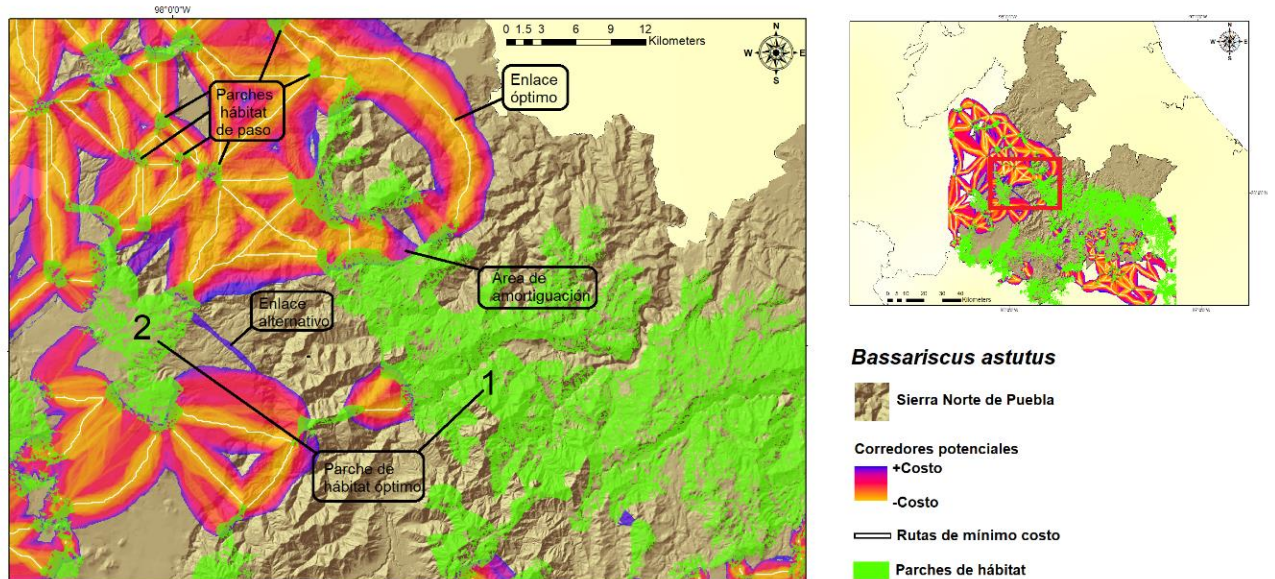 98°0'0"W
0 1.5 3 6 9 12
Kilometers
N
W E
S
Enlace
óptimo
Parches
hábitat
de paso
Área de
amortiguación
Enlace
alternativo
2
1
Parche de
hábitat óptimo
N
W E
S
Kilometers
Bassariscus astutus
Sierra Norte de Puebla
Corredores potenciales
+Costo
-Costo
Rutas de mínimo costo
Parches de hábitat